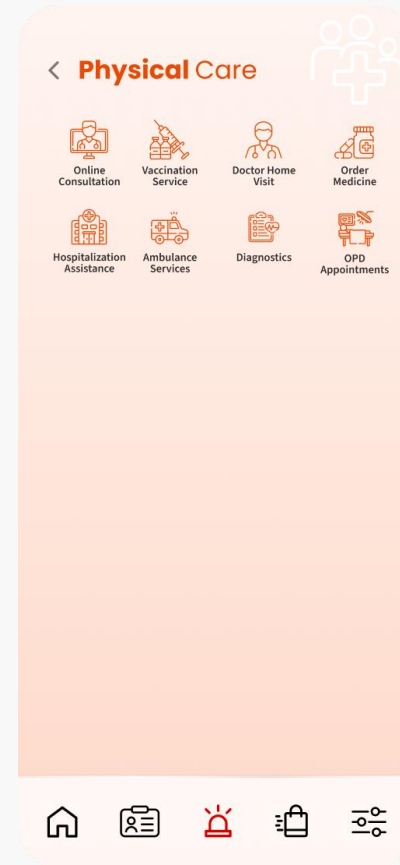 Physical Care
Online
Consultation
Vaccination
Service
Doctor Home
Visit
Order
Medicine
Hospitalization
Assistance
Ambulance
Services
Diagnostics
OPD
Appointments